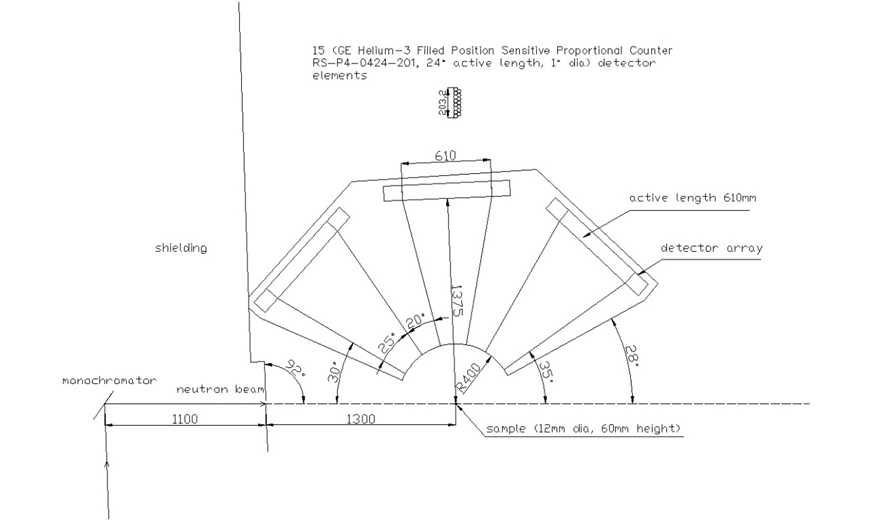 15 (GE Helium-3 Filled Position Sensitive Proportional Counter
RS-P4-0424-201, 24" active length, 1" dia) detector
elements
203,2
610
active length 610mm
shielding
detector array
1375
20°
25°
92°
30°
R400
35°
28°
monochromator
neutron beam
1100
1300
sample (12mm dia, 60mm height)